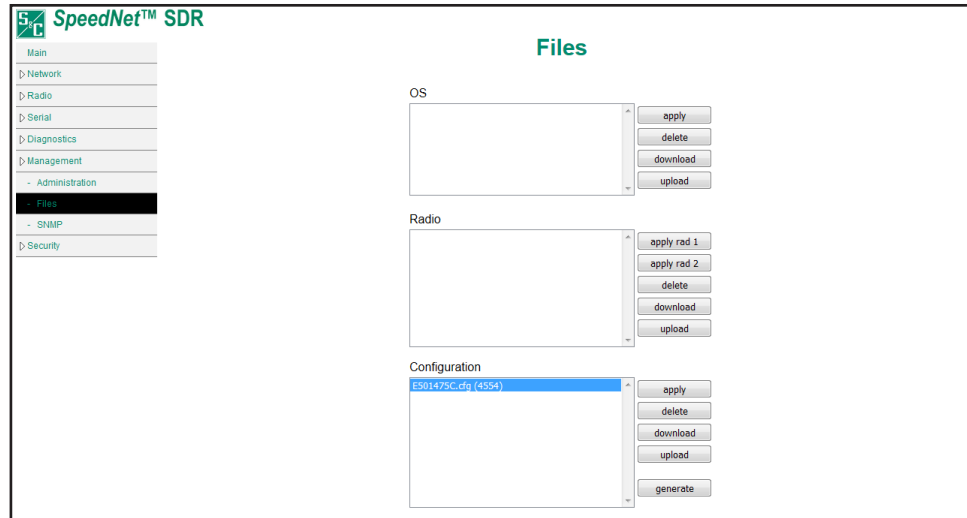 S&C SpeedNet™ SDR
Files
Main
Network
Radio
Serial
Diagnostics
Management
- Administration
- Files
- SNMP
Security
OS
apply
delete
download
upload
Radio
apply rad 1
apply rad 2
delete
download
upload
Configuration
E501475C.cfg (4554)
apply
delete
download
upload
generate